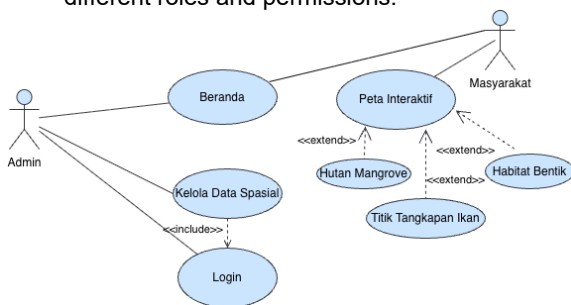 different roles and permissions.
Masyarakat
Beranda
Peta Interaktif
Admin
<<extend>>
<<extend>>
Hutan Mangrove
Habitat Bentik
<<extend>>
Kelola Data Spasial
Titik Tangkapan Ikan
<<include>>
Login